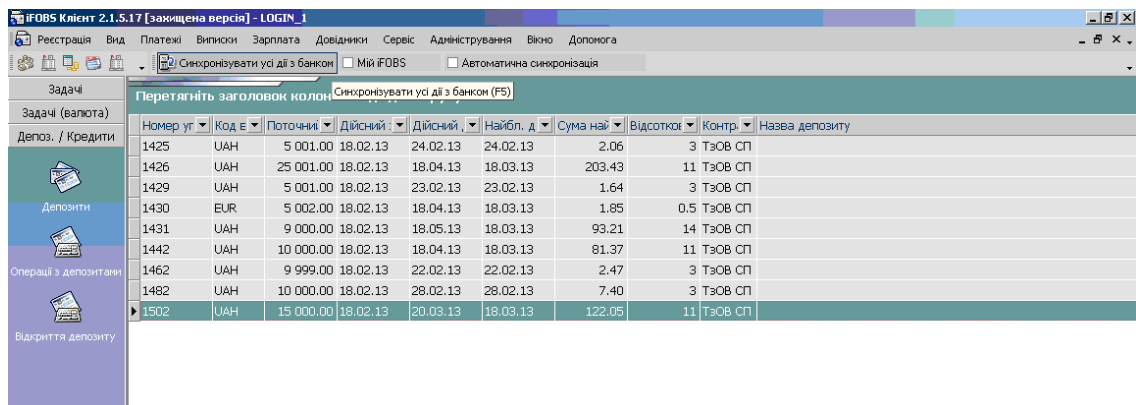 iFOBS Клієнт 2.1.5.17 [захищена версія] - LOGIN_1
Реєстрація Вид Платежі Виписки Зарплата Довідники Сервіс Адміністрування Вікно Допомога
Синхронізувати усі дії з банком Мій iFOBS Автоматична синхронізація
Задачі
Задачі (валюта)
Депоз. / Кредити
Депозити
Операції з депозитами
Відкриття депозиту
Перетягніть заголовок колон
Синхронізувати усі дії з банком (F5)
Номер уг Код в Поточний Дійсний з Дійсний Найбл. д Сума най Відсотков Контр. Назва депозиту
1425 UAH 5 001.00 18.02.13 24.02.13 24.02.13 2.06 3 ТзОВ СП
1426 UAH 25 001.00 18.02.13 18.04.13 18.03.13 203.43 11 ТзОВ СП
1429 UAH 5 001.00 18.02.13 23.02.13 23.02.13 1.64 3 ТзОВ СП
1430 EUR 5 002.00 18.02.13 18.04.13 18.03.13 1.85 0.5 ТзОВ СП
1431 UAH 9 000.00 18.02.13 18.05.13 18.03.13 93.21 14 ТзОВ СП
1442 UAH 10 000.00 18.02.13 18.04.13 18.03.13 81.37 11 ТзОВ СП
1462 UAH 9 999.00 18.02.13 22.02.13 22.02.13 2.47 3 ТзОВ СП
1482 UAH 10 000.00 18.02.13 28.02.13 28.02.13 7.40 3 ТзОВ СП
1502 UAH 15 000.00 18.02.13 20.03.13 18.03.13 122.05 11 ТзОВ СП